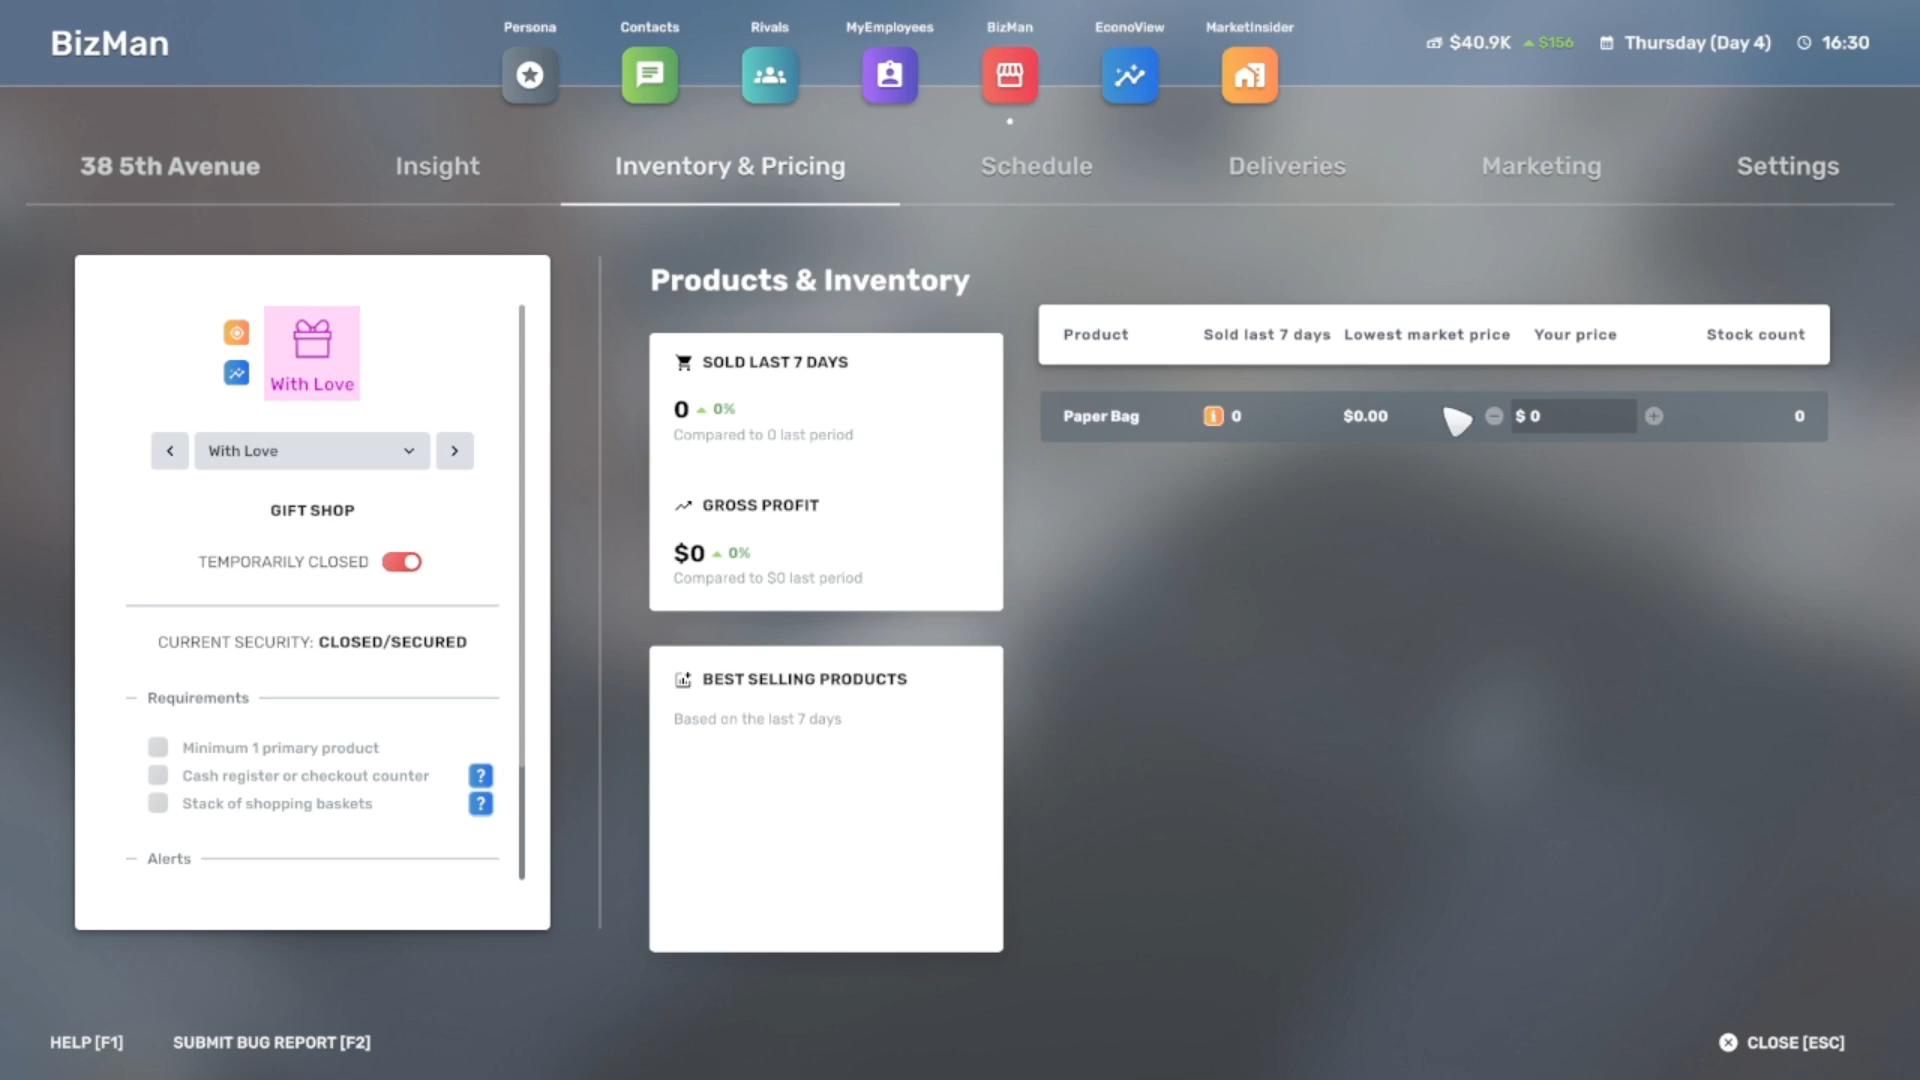 BizMan
Persona
Contacts
Rivals
MyEmployees
BizMan
EconoView
MarketInsider
$40.9K $156 Thursday (Day 4) 16:30
38 5th Avenue Insight Inventory & Pricing Schedule Deliveries Marketing Settings
With Love
With Love
GIFT SHOP
TEMPORARILY CLOSED
CURRENT SECURITY: CLOSED/SECURED
Requirements
Minimum 1 primary product
Cash register or checkout counter ?
Stack of shopping baskets ?
Alerts
Products & Inventory
SOLD LAST 7 DAYS
0 0%
Compared to 0 last period
GROSS PROFIT
$0 0%
Compared to $0 last period
BEST SELLING PRODUCTS
Based on the last 7 days
Product Sold last 7 days Lowest market price Your price Stock count
Paper Bag 0 $0.00 $ 0 0
HELP [F1] SUBMIT BUG REPORT [F2] CLOSE [ESC]